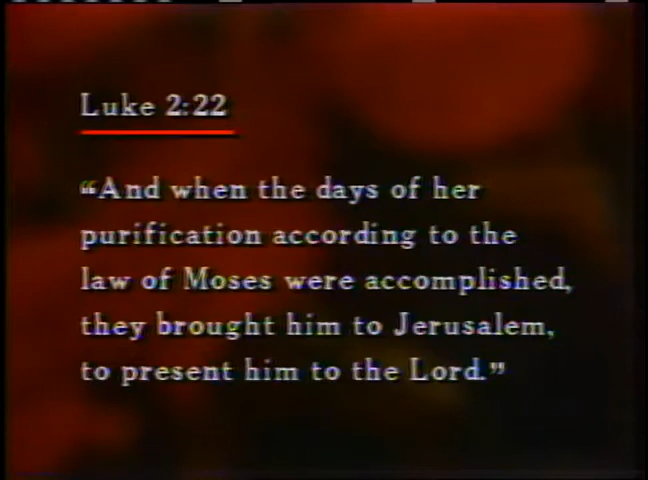 Luke 2:22
“And when the days of her
purification according to the
law of Moses were accomplished,
they brought him to Jerusalem,
to present him to the Lord.”